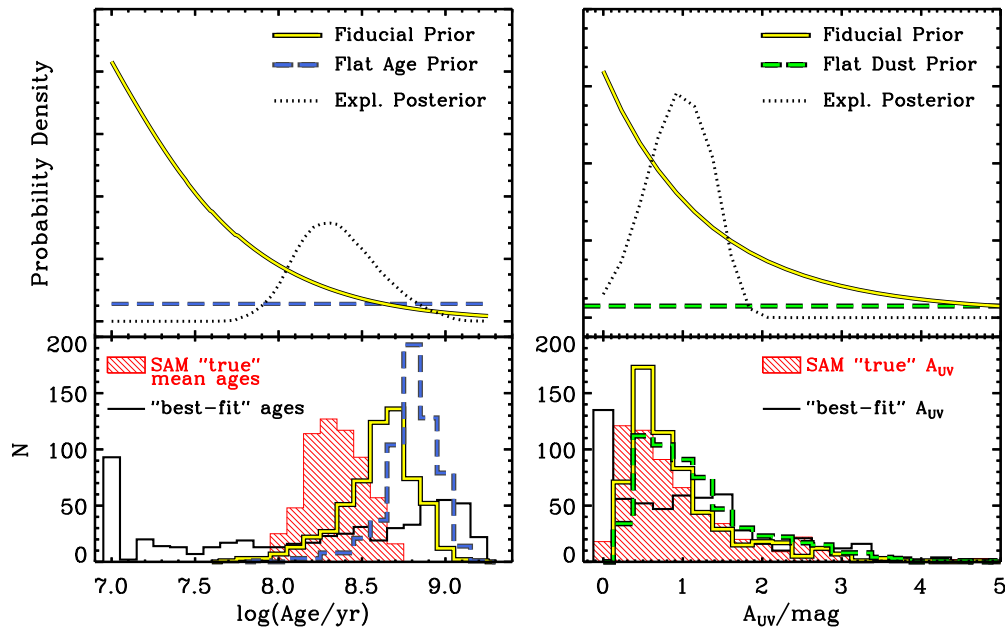 Fiducial Prior
Flat Age Prior
Expl. Posterior
Fiducial Prior
Flat Dust Prior
Expl. Posterior
Probability Density
200
150
100
50
0
N
SAM "true"
mean ages
"best-fit" ages
7.0 7.5 8.0 8.5 9.0
log(Age/yr)
200
150
100
50
0
SAM "true" A_UV
"best-fit" A_UV
0 1 2 3 4 5
A_UV/mag